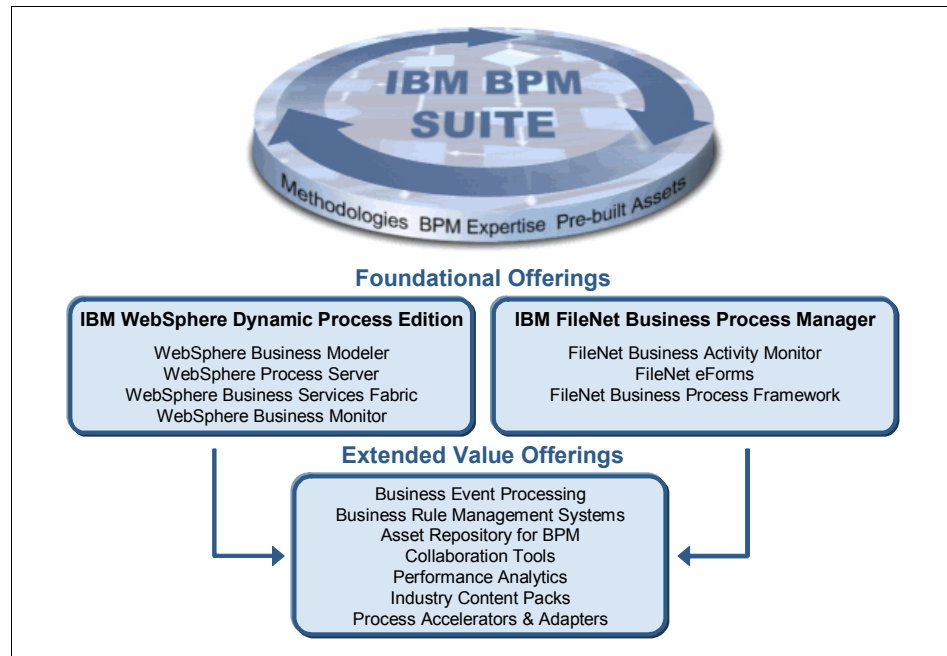 IBM BPM
SUITE
Methodologies BPM Expertise Pre-built Assets
Foundational Offerings
IBM WebSphere Dynamic Process Edition
WebSphere Business Modeler
WebSphere Process Server
WebSphere Business Services Fabric
WebSphere Business Monitor
IBM FileNet Business Process Manager
FileNet Business Activity Monitor
FileNet eForms
FileNet Business Process Framework
Extended Value Offerings
Business Event Processing
Business Rule Management Systems
Asset Repository for BPM
Collaboration Tools
Performance Analytics
Industry Content Packs
Process Accelerators & Adapters